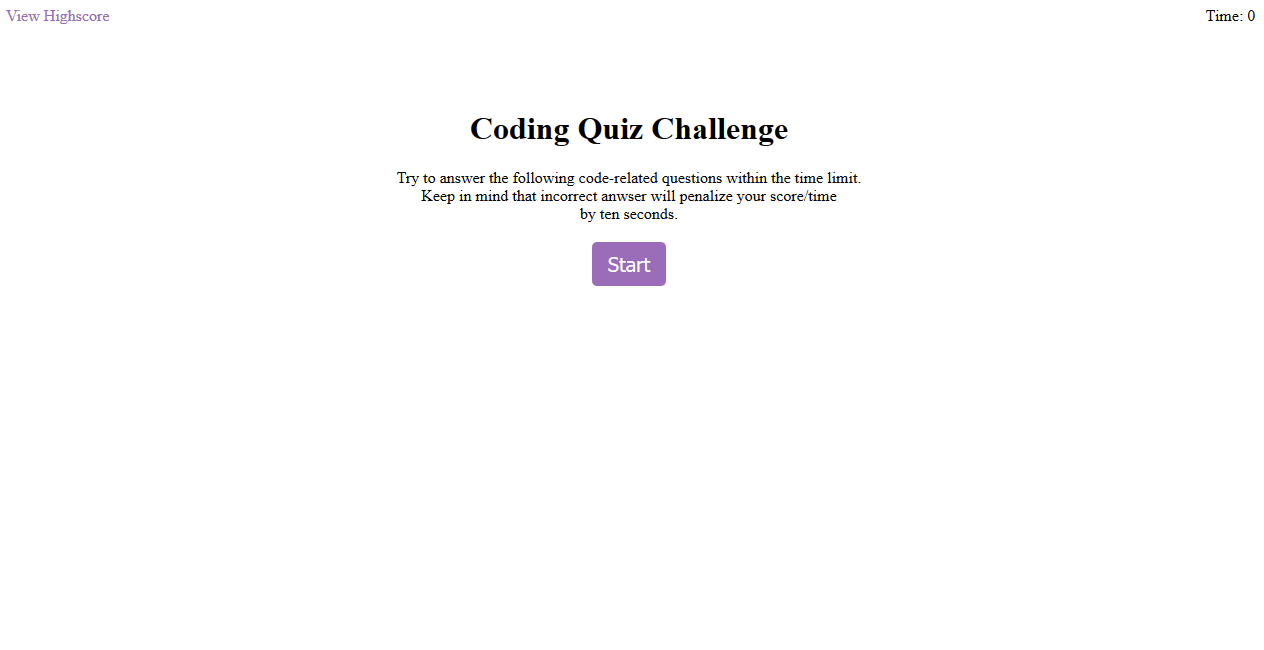 View Highscore
Time: 0
Coding Quiz Challenge
Try to answer the following code-related questions within the time limit.
Keep in mind that incorrect anwser will penalize your score/time
by ten seconds.
Start